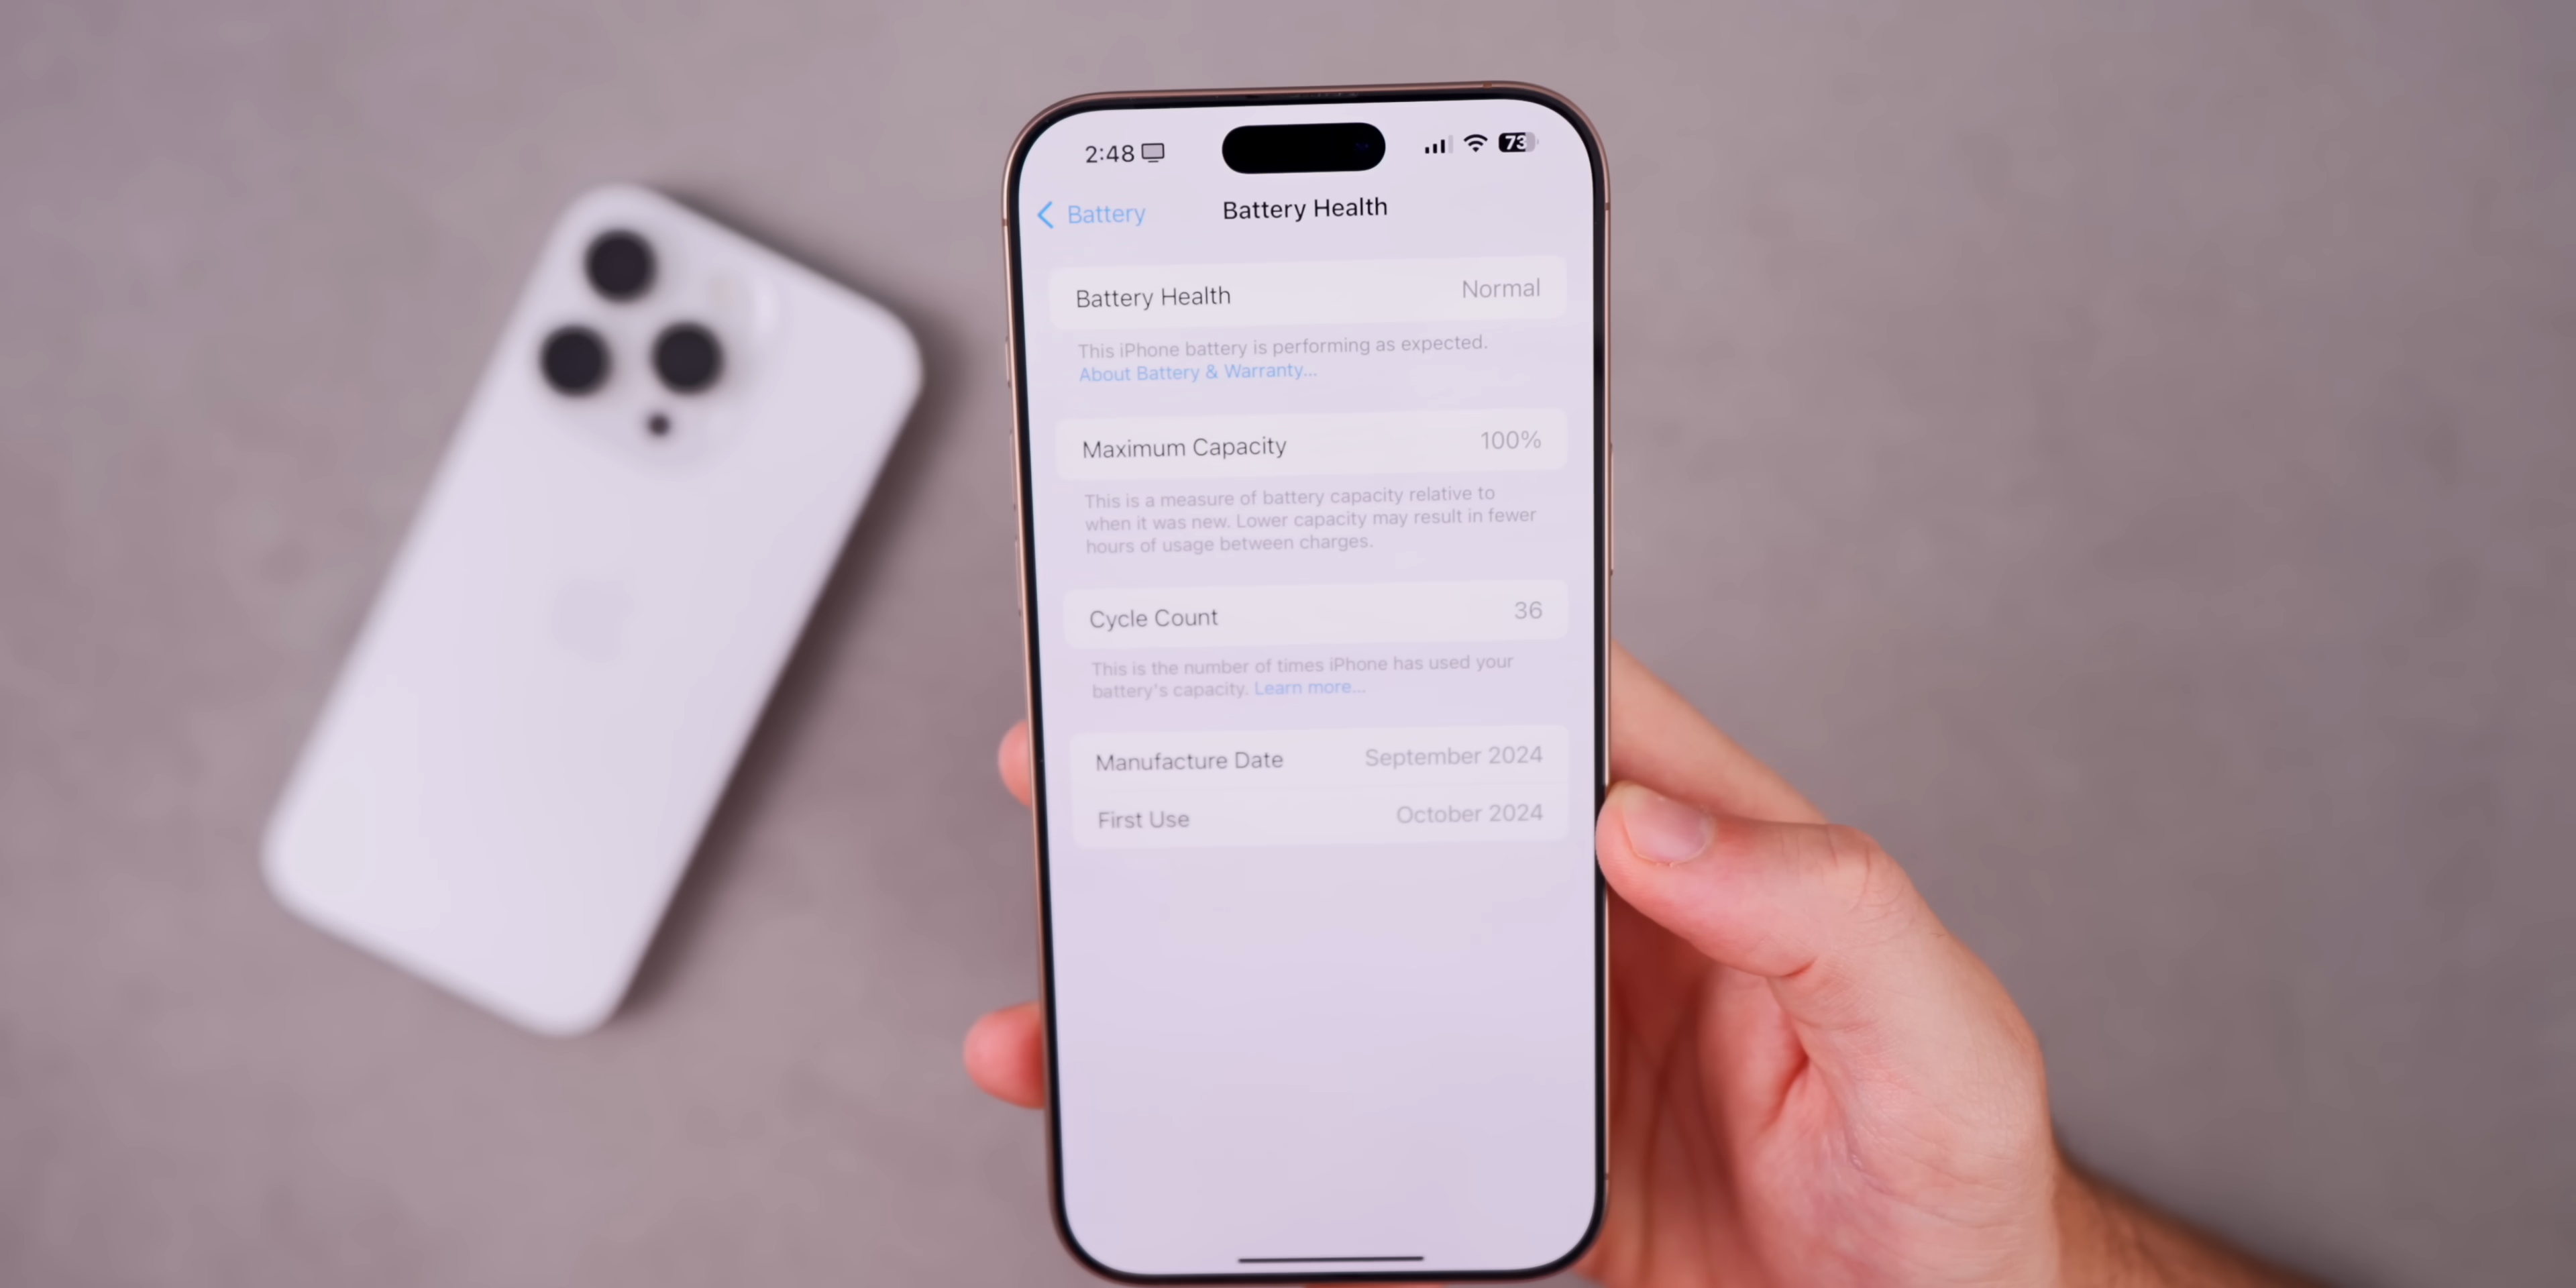 2:48 73
Battery Battery Health
Battery Health Normal
This iPhone battery is performing as expected.
About Battery & Warranty...
Maximum Capacity 100%
This is a measure of battery capacity relative to
when it was new. Lower capacity may result in fewer
hours of usage between charges.
Cycle Count 36
This is the number of times iPhone has used your
battery's capacity. Learn more...
Manufacture Date September 2024
First Use October 2024